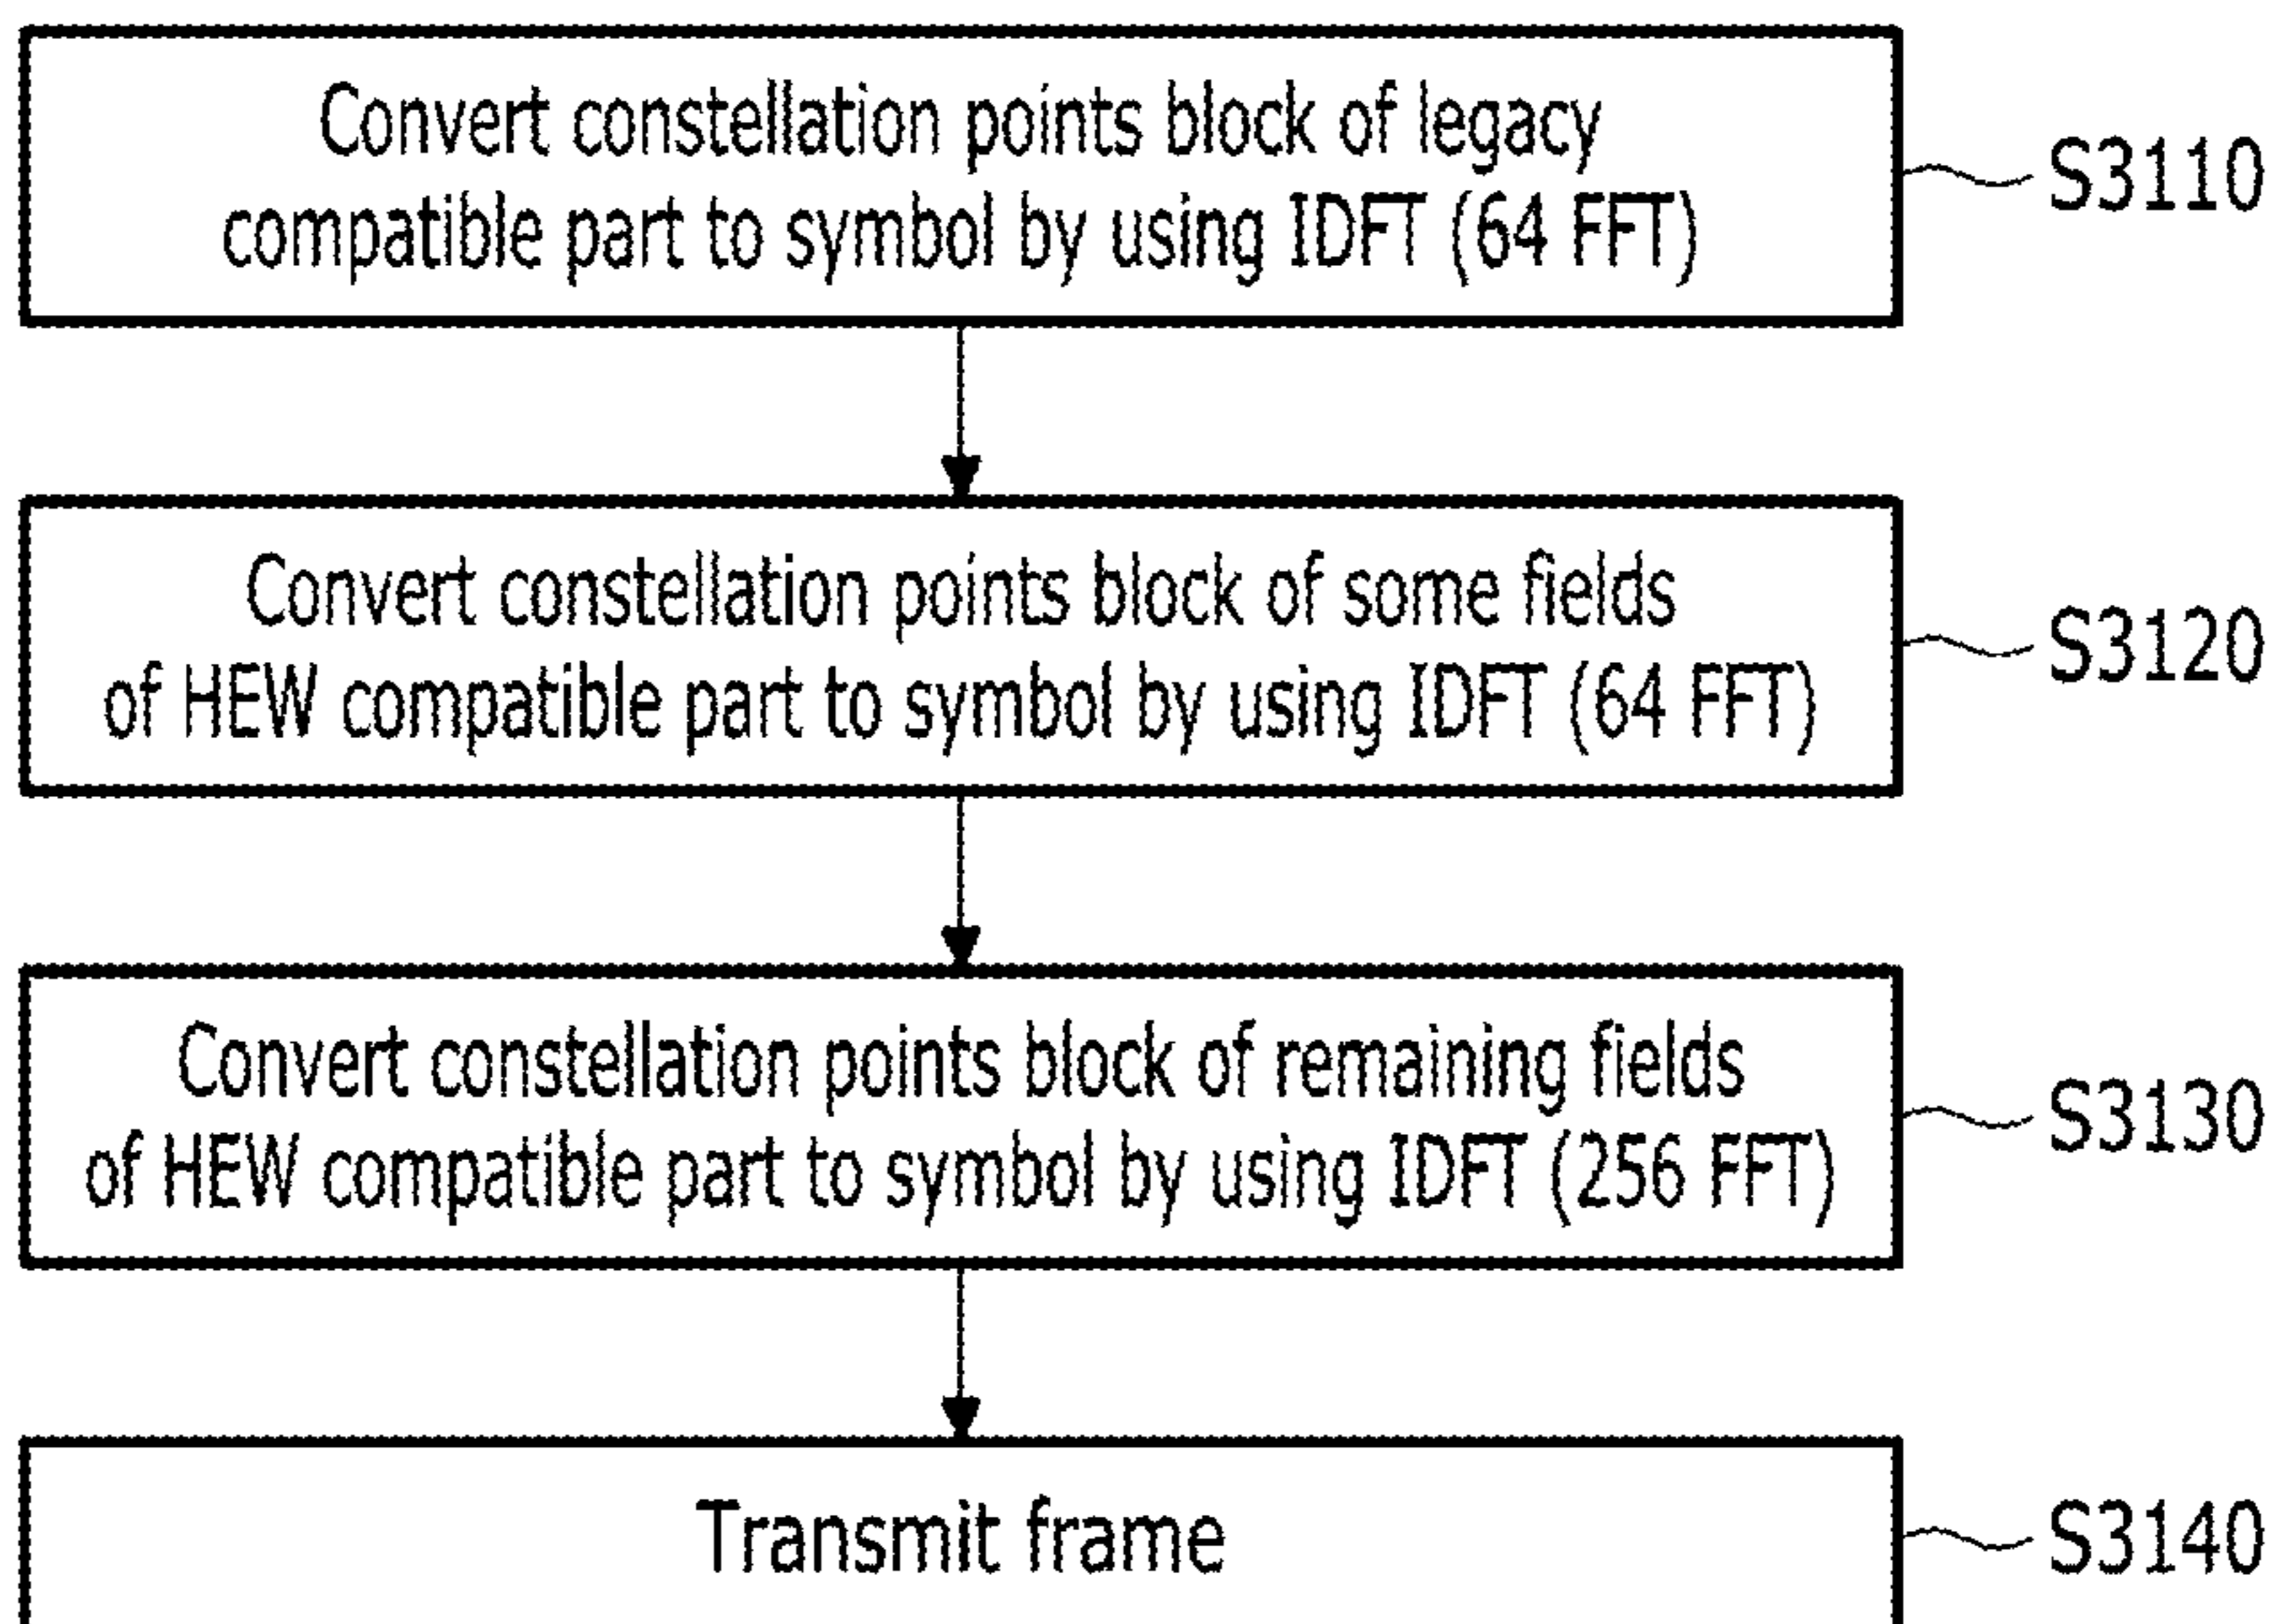 Convert constellation points block of legacy
compatible part to symbol by using IDFT (64 FFT)
S3110
Convert constellation points block of some fields
of HEW compatible part to symbol by using IDFT (64 FFT)
S3120
Convert constellation points block of remaining fields
of HEW compatible part to symbol by using IDFT (256 FFT)
S3130
Transmit frame
S3140